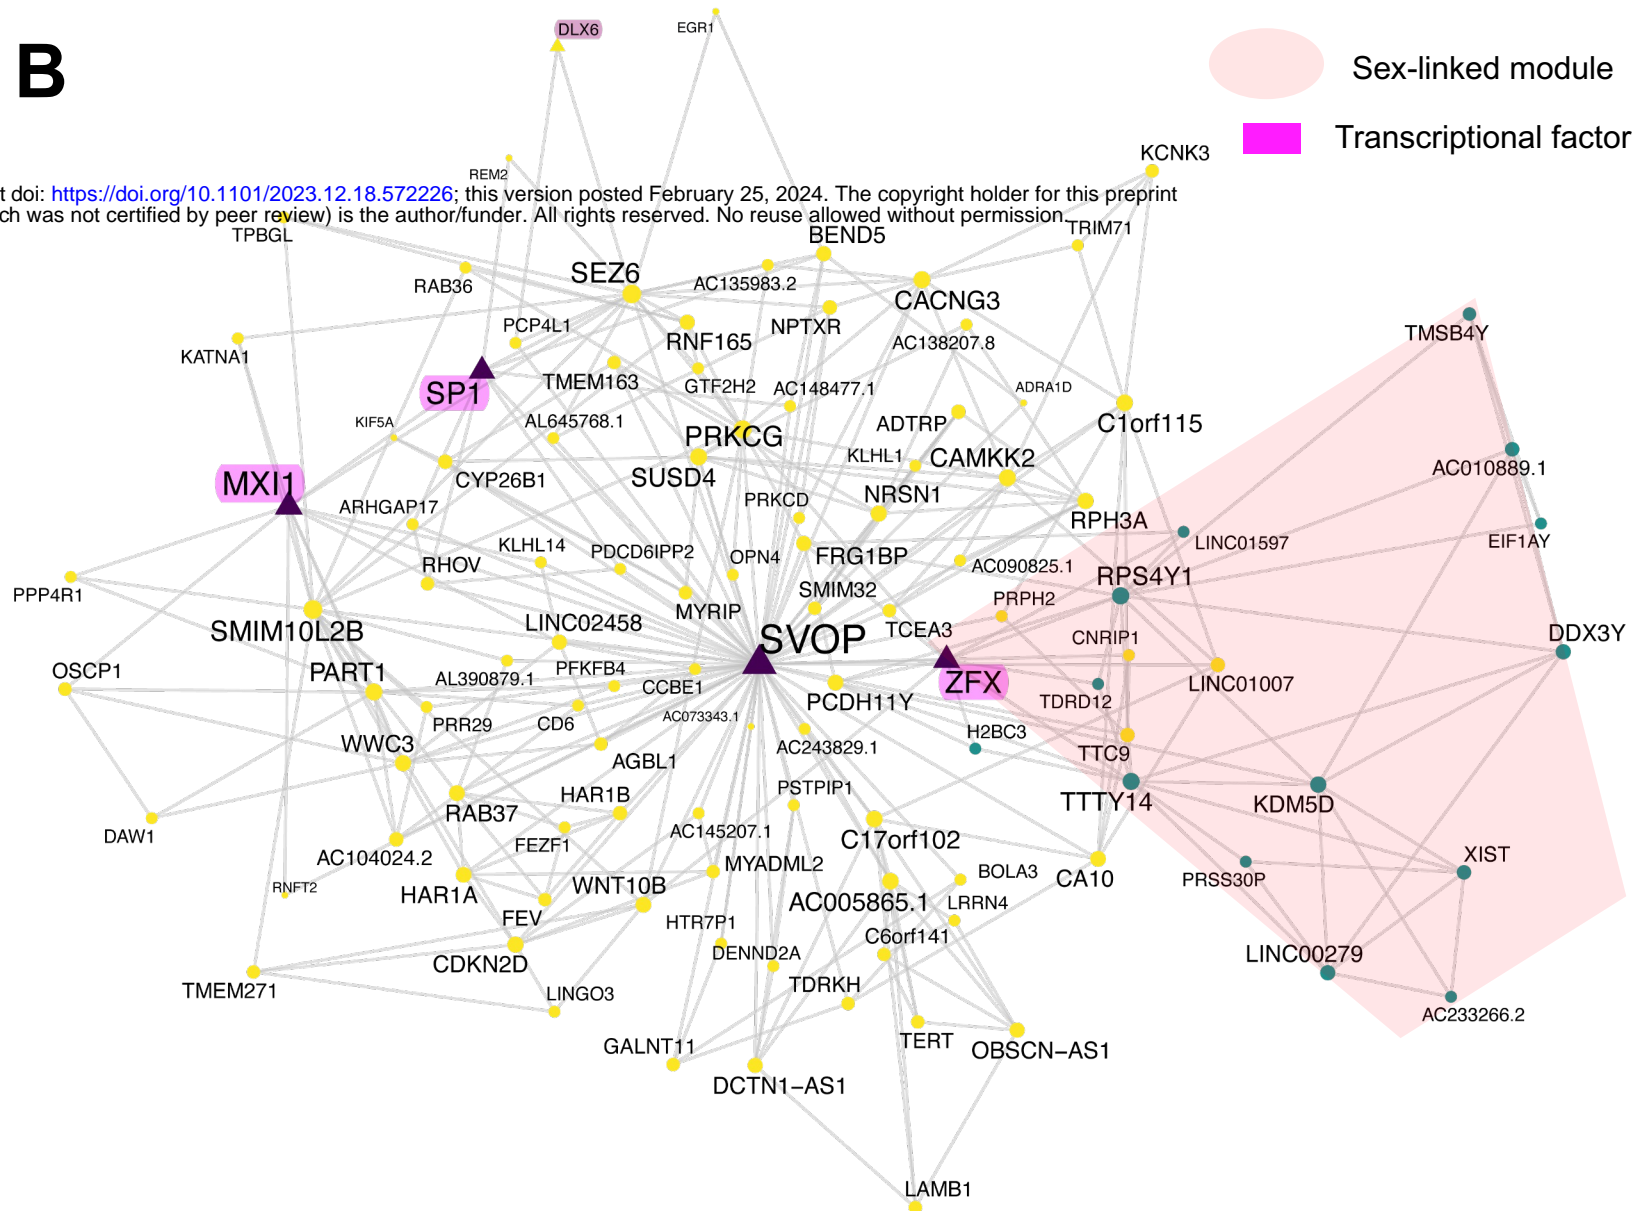 B
DLX6
EGR1
Sex-linked module
Transcriptional factor
KCNK3
REM2
t doi: https://doi.org/10.1101/2023.12.18.572226; this version posted February 25, 2024. The copyright holder for this preprint
ch was not certified by peer review) is the author/funder. All rights reserved. No reuse allowed without permission.
TPBGL
TRIM71
BEND5
SEZ6
RAB36
AC135983.2
CACNG3
PCP4L1
NPTXR
TMSB4Y
RNF165
AC138207.8
KATNA1
TMEM163
GTF2H2
AC148477.1
ADRA1D
SP1
KIF5A
AL645768.1
ADTRP
C1orf115
PRKCG
KLHL1
CAMKK2
AC010889.1
SUSD4
CYP26B1
MXI1
ARHGAP17
PRKCD
NRSN1
RPH3A
KLHL14
PDCD6IPP2
OPN4
FRG1BP
LINC01597
EIF1AY
RHOV
AC090825.1
RPS4Y1
PPP4R1
SMIM32
PRPH2
MYRIP
SMIM10L2B
LINC02458
SVOP
TCEA3
CNRIP1
DDX3Y
OSCP1
PART1
AL390879.1
PFKFB4
CCBE1
ZFX
LINC01007
PCDH11Y
TDRD12
PRR29
CD6
AC073343.1
H2BC3
WWC3
AC243829.1
TTC9
AGBL1
PSTPIP1
HAR1B
TTTY14
KDM5D
RAB37
DAW1
FEZF1
AC145207.1
C17orf102
AC104024.2
MYADML2
XIST
RNFT2
HAR1A
WNT10B
BOLA3
CA10
PRSS30P
AC005865.1
LRRN4
FEV
HTR7P1
C6orf141
CDKN2D
DENND2A
LINC00279
TMEM271
LINGO3
TDRKH
AC233266.2
GALNT11
TERT
OBSCN−AS1
DCTN1−AS1
LAMB1